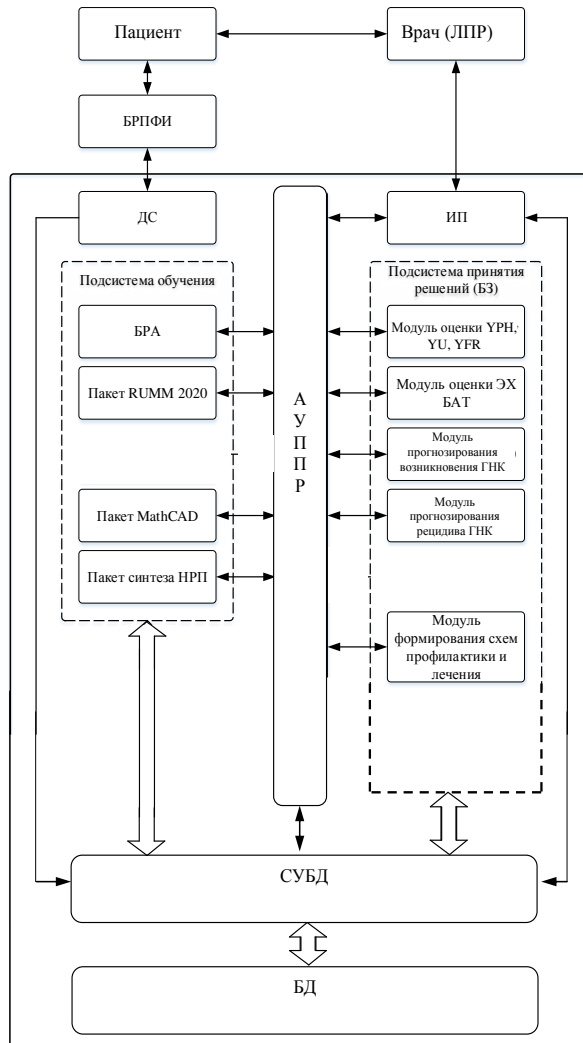 Пациент
Врач (ЛПР)
БРПФИ
ДС
ИП
Подсистема обучения
БРА
Пакет RUMM 2020
Пакет MathCAD
Пакет синтеза НРП
А
У
П
П
Р
Подсистема принятия
решений (БЗ)
Модуль оценки YPH,
YU, YFR
Модуль оценки ЭХ
БАТ
Модуль
прогнозирования
возникновения ГНК
Модуль
прогнозирования
рецидива ГНК
Модуль
формирования схем
профилактики и
лечения
СУБД
БД